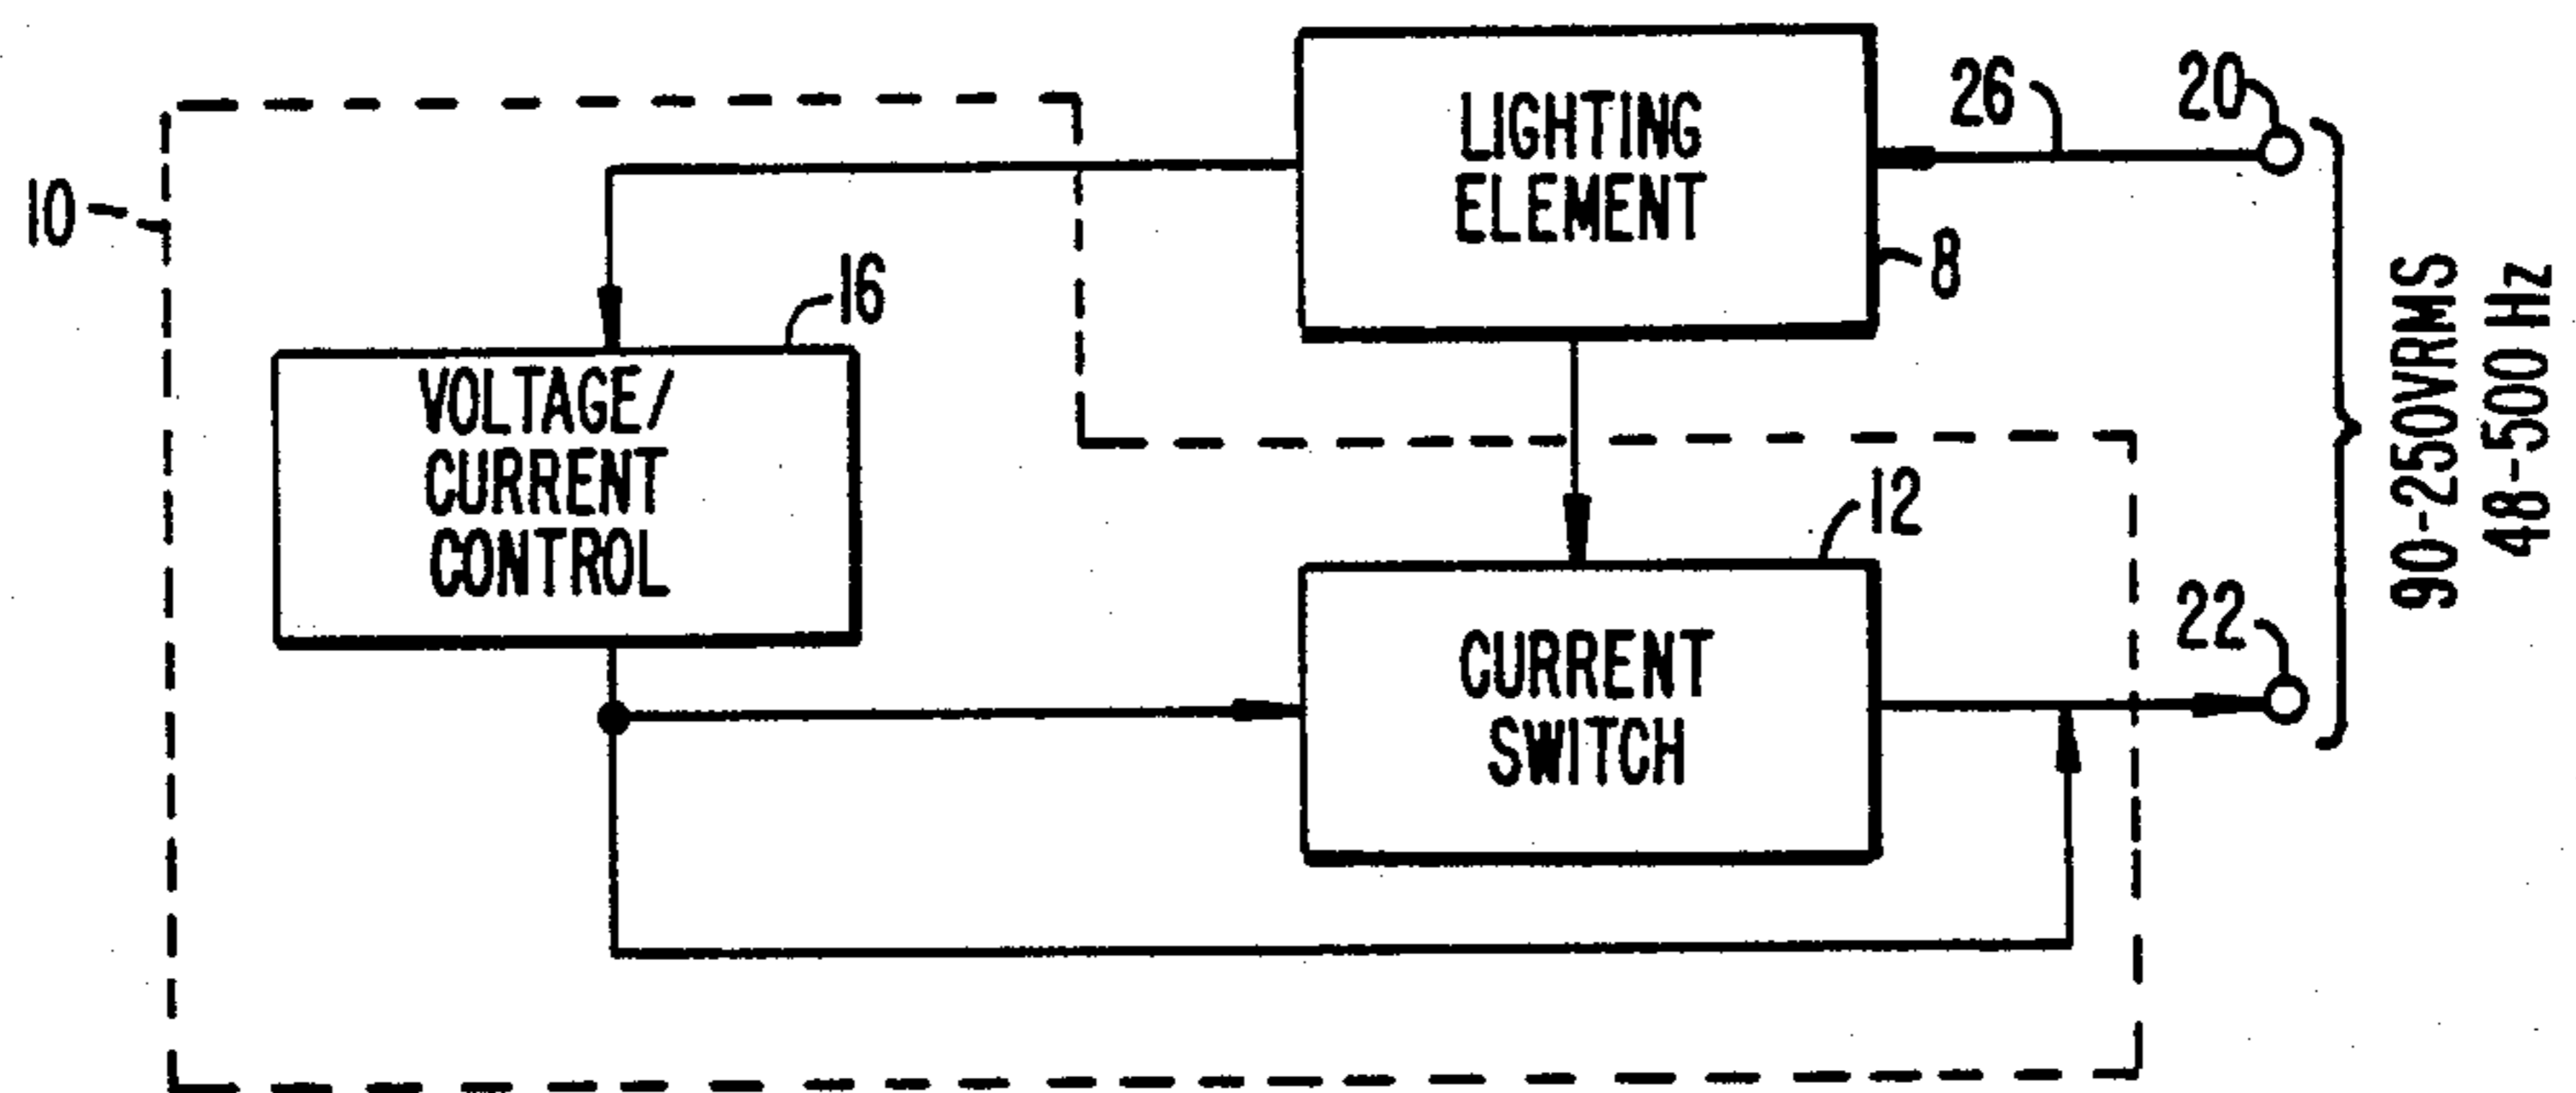 10
16
VOLTAGE/
CURRENT
CONTROL
LIGHTING
ELEMENT
8
26
20
12
CURRENT
SWITCH
22
90-250VRMS
48-500 Hz